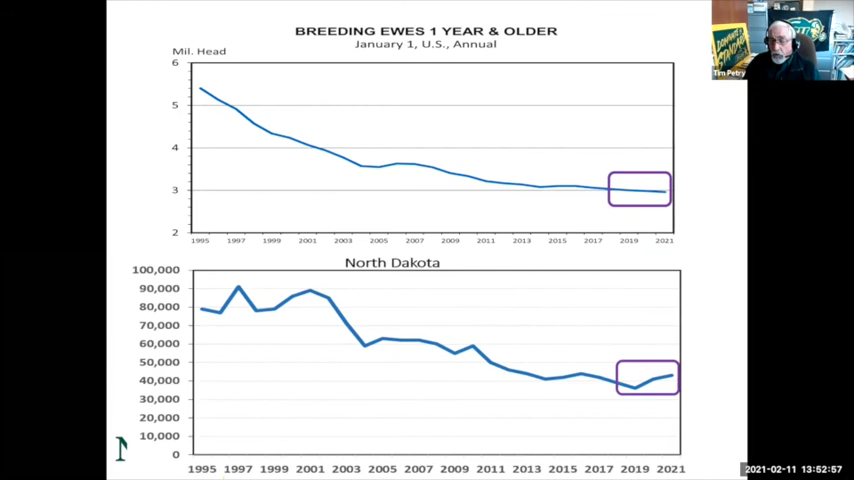 BREEDING EWES 1 YEAR & OLDER
January 1, U.S., Annual
Mil. Head
6
5
4
3
2
1995 1997 1999 2001 2003 2005 2007 2009 2011 2013 2015 2017 2019 2021
North Dakota
100,000
90,000
80,000
70,000
60,000
50,000
40,000
30,000
20,000
10,000
0
1995 1997 1999 2001 2003 2005 2007 2009 2011 2013 2015 2017 2019 2021
Tim Petry
2021-02-11 13:52:57